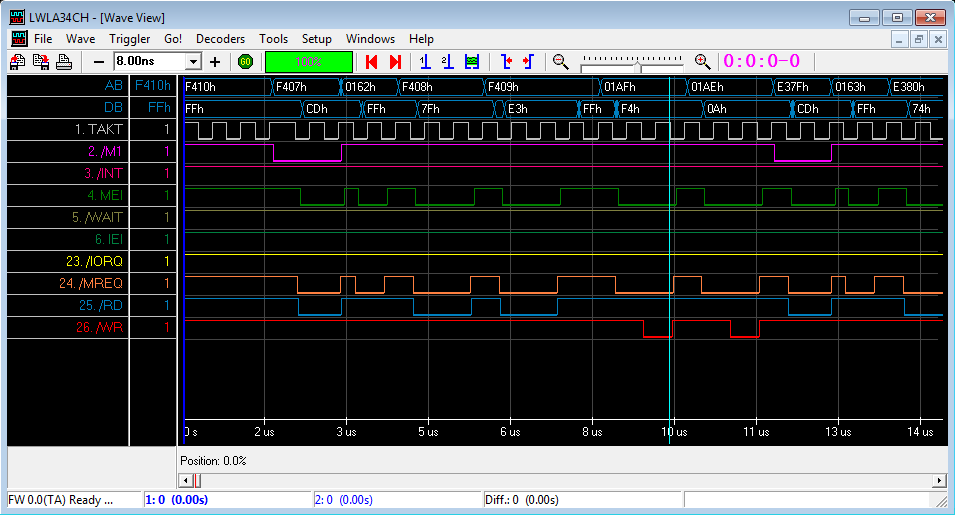 LWLA34CH - [Wave View]
File Wave Triggler Go! Decoders Tools Setup Windows Help
8.00ns GO 100% 1 2 0:0:0-0
AB F410h F410h F407h 0162h F408h F409h 01AFh 01AEh E37Fh 0163h E380h
DB FFh FFh CDh FFh 7Fh E3h FFh F4h 0Ah CDh FFh 74h
1. TAKT 1
2. /M1 1
3. /INT 1
4. MEI 1
5. /WAIT 1
6. IEI 1
23. /IORQ 1
24. /MREQ 1
25. /RD 1
26. /WR 1
0 s 2 us 3 us 5 us 6 us 8 us 10 us 11 us 13 us 14 us
Position: 0.0%
FW 0.0(TA) Ready ... 1: 0 (0.00s) 2: 0 (0.00s) Diff.: 0 (0.00s)